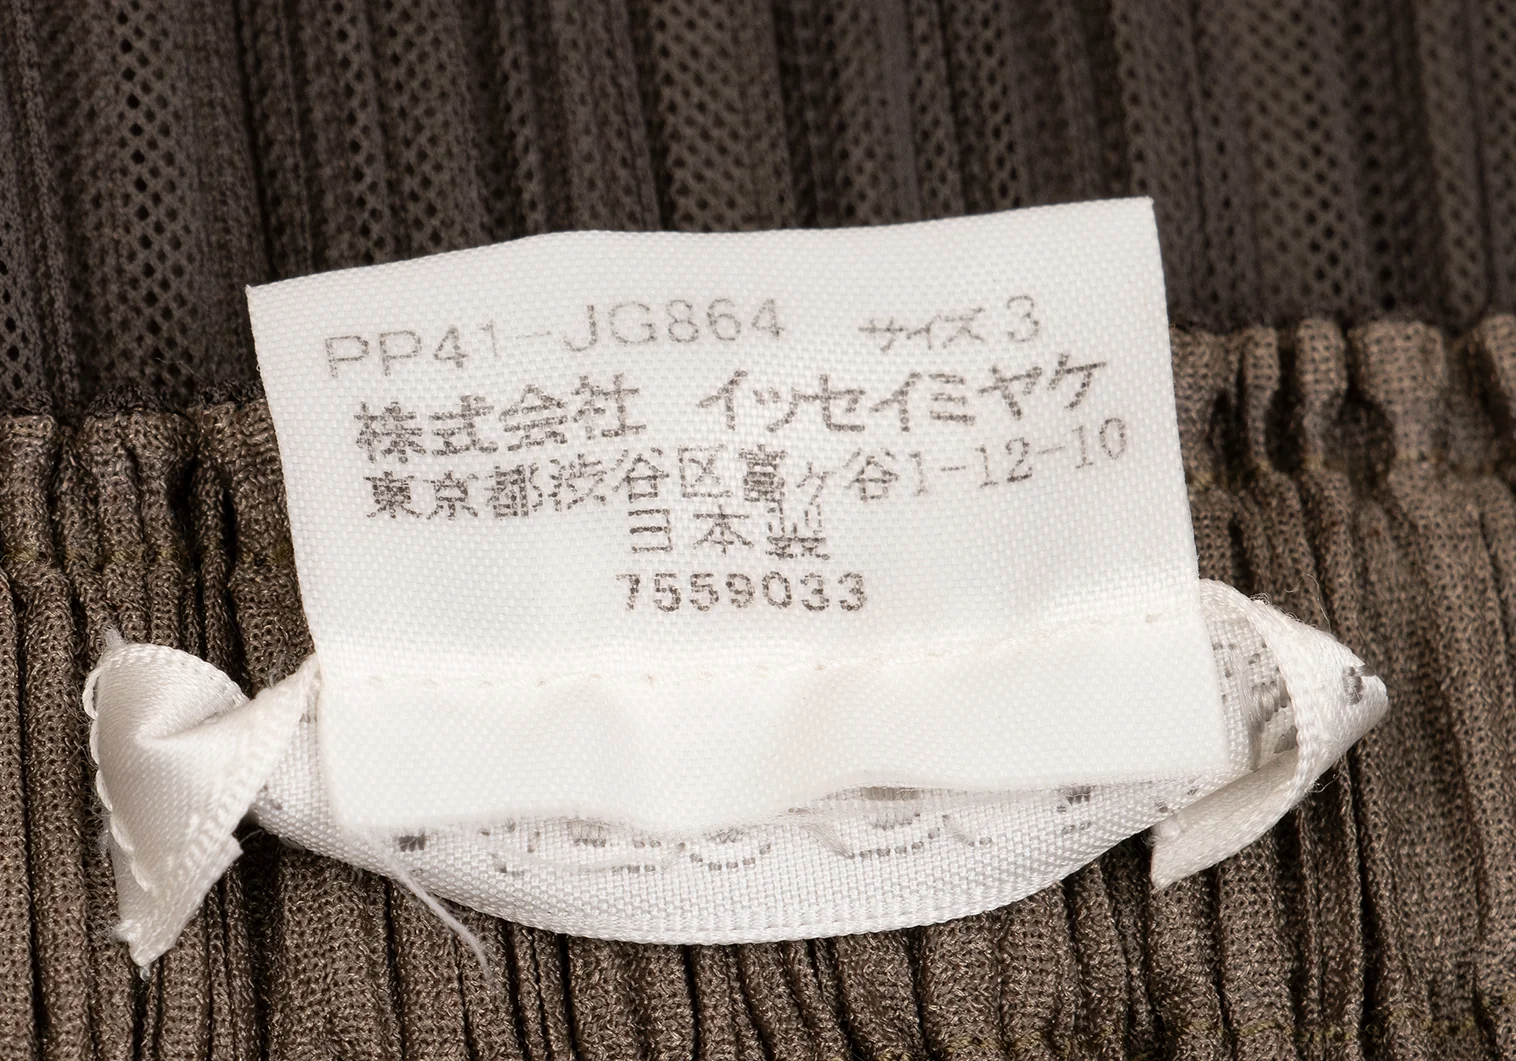 PP41-JG864 サイズ 3
株式会社 イッセイミヤケ
東京都渋谷区富ヶ谷1-12-10
日本製
7559033